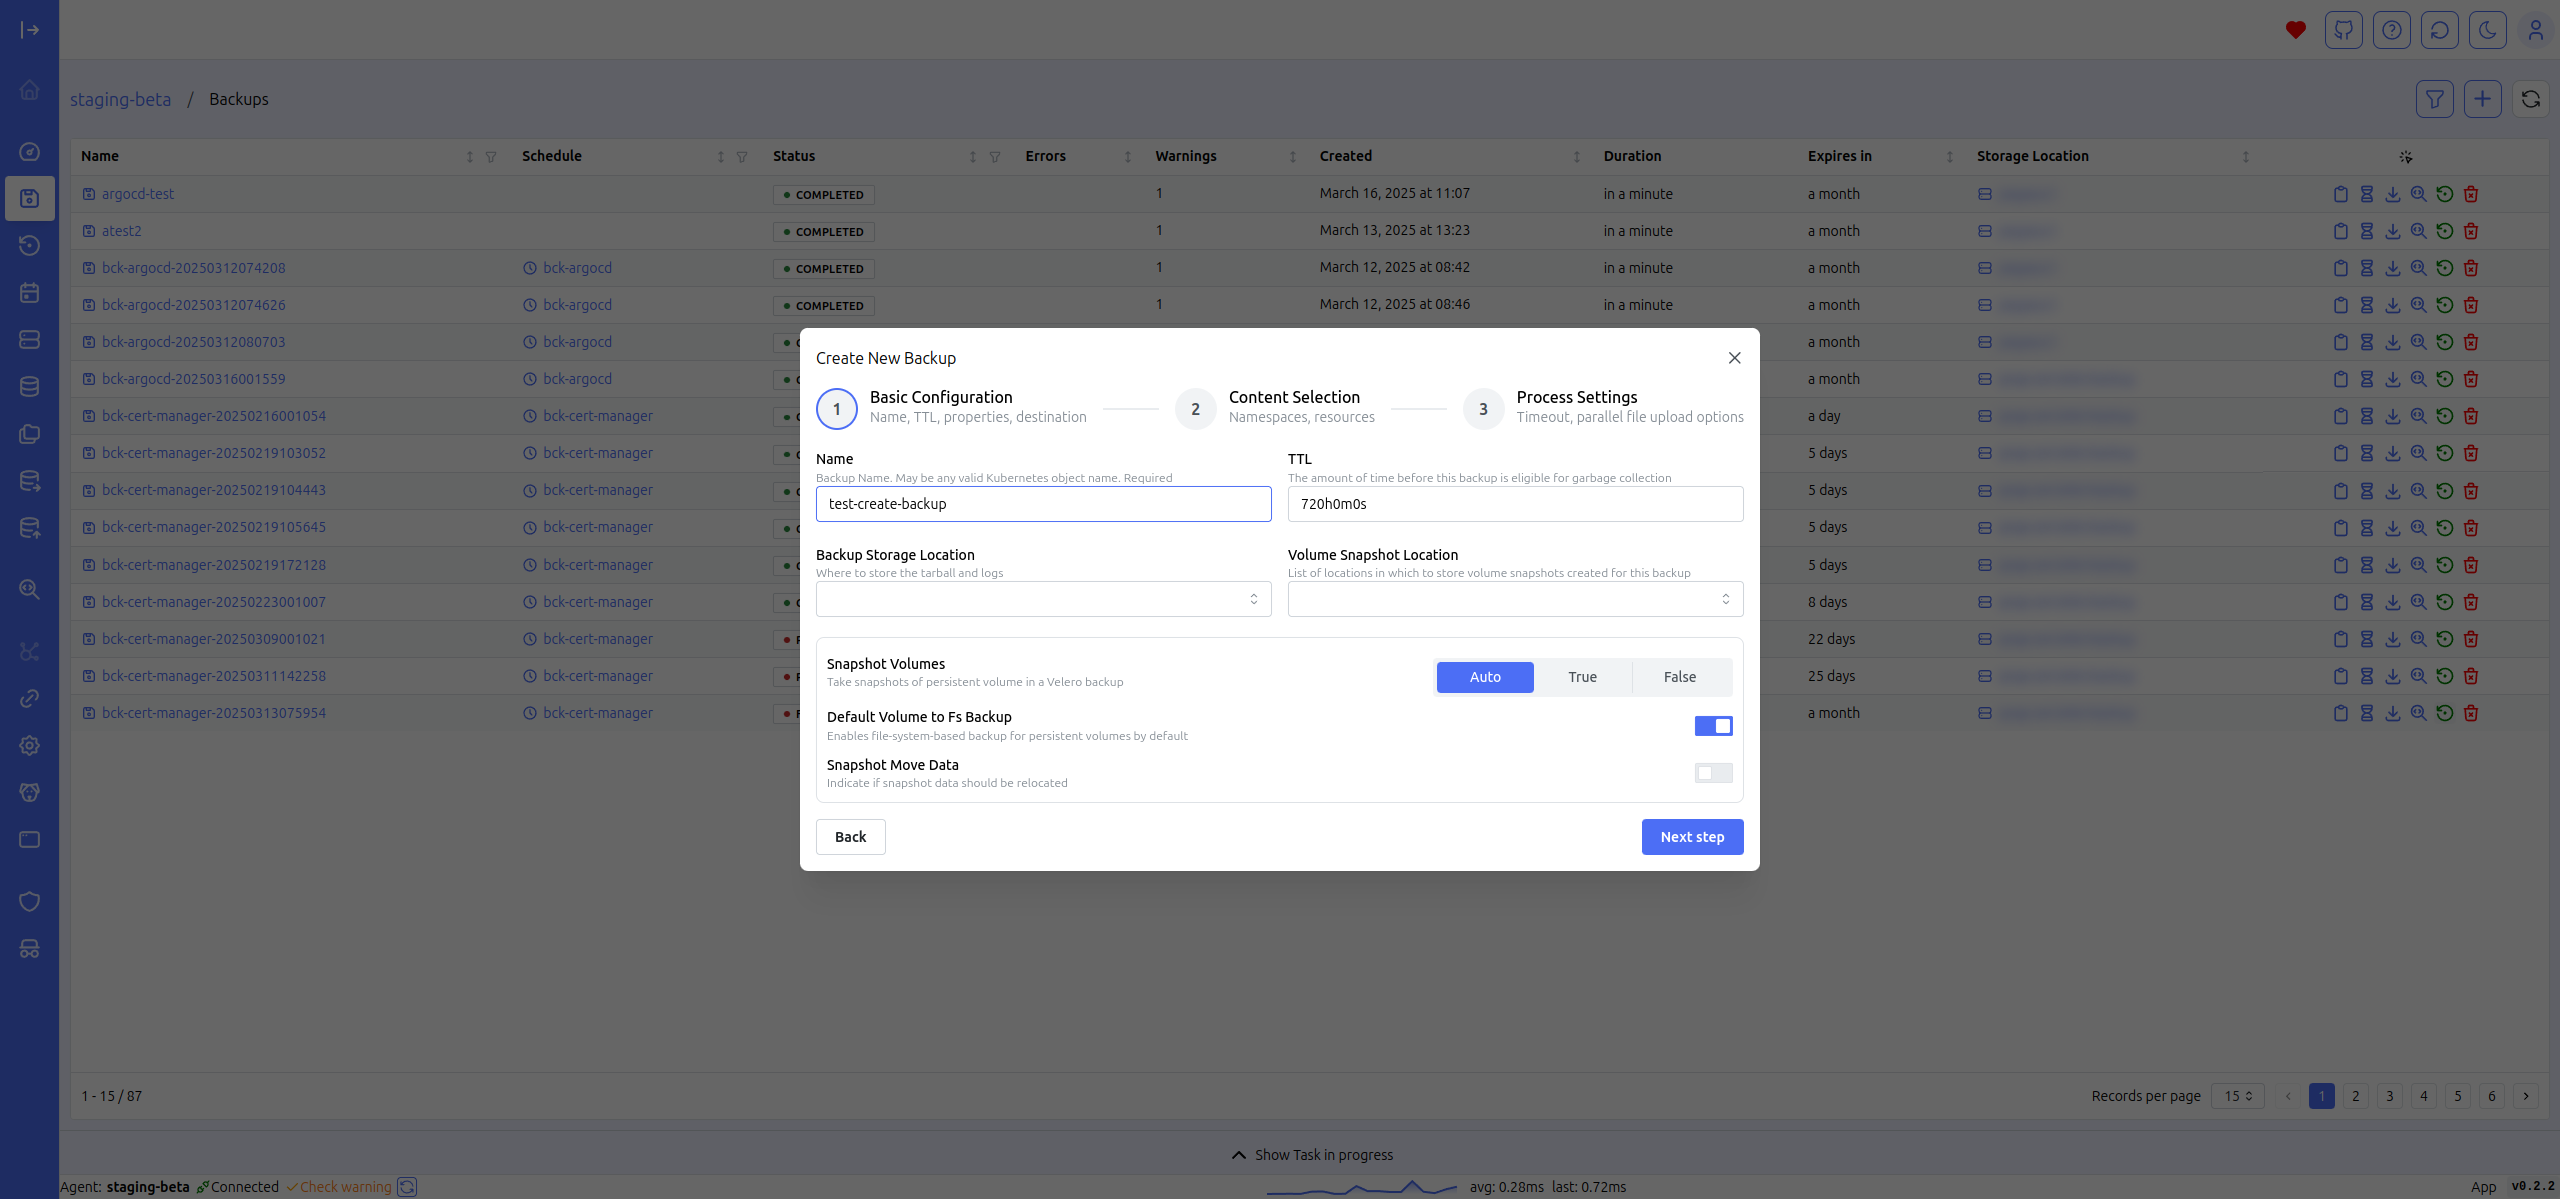 staging-beta / Backups
Name Schedule Status Errors Warnings Created Duration Expires in Storage Location
argocd-test COMPLETED 1 March 16, 2025 at 11:07 in a minute a month
atest2 COMPLETED 1 March 13, 2025 at 13:23 in a minute a month
bck-argocd-20250312074208 bck-argocd COMPLETED 1 March 12, 2025 at 08:42 in a minute a month
bck-argocd-20250312074626 bck-argocd COMPLETED 1 March 12, 2025 at 08:46 in a minute a month
bck-argocd-20250312080703 bck-argocd a month
bck-argocd-20250316001559 bck-argocd a month
bck-cert-manager-20250216001054 bck-cert-manager a day
bck-cert-manager-20250219103052 bck-cert-manager 5 days
bck-cert-manager-20250219104443 bck-cert-manager 5 days
bck-cert-manager-20250219105645 bck-cert-manager 5 days
bck-cert-manager-20250219172128 bck-cert-manager 5 days
bck-cert-manager-20250223001007 bck-cert-manager 8 days
bck-cert-manager-20250309001021 bck-cert-manager 22 days
bck-cert-manager-20250311142258 bck-cert-manager 25 days
bck-cert-manager-20250313075954 bck-cert-manager a month
Create New Backup
1 Basic Configuration
Name, TTL, properties, destination
2 Content Selection
Namespaces, resources
3 Process Settings
Timeout, parallel file upload options
Name
Backup Name. May be any valid Kubernetes object name. Required
test-create-backup
TTL
The amount of time before this backup is eligible for garbage collection
720h0m0s
Backup Storage Location
Where to store the tarball and logs
Volume Snapshot Location
List of locations in which to store volume snapshots created for this backup
Snapshot Volumes
Take snapshots of persistent volume in a Velero backup
Auto True False
Default Volume to Fs Backup
Enables file-system-based backup for persistent volumes by default
Snapshot Move Data
Indicate if snapshot data should be relocated
Back Next step
1 - 15 / 87
Records per page 15 1 2 3 4 5 6
Show Task in progress
Agent: staging-beta Connected Check warning avg: 0.28ms last: 0.72ms App v0.2.2